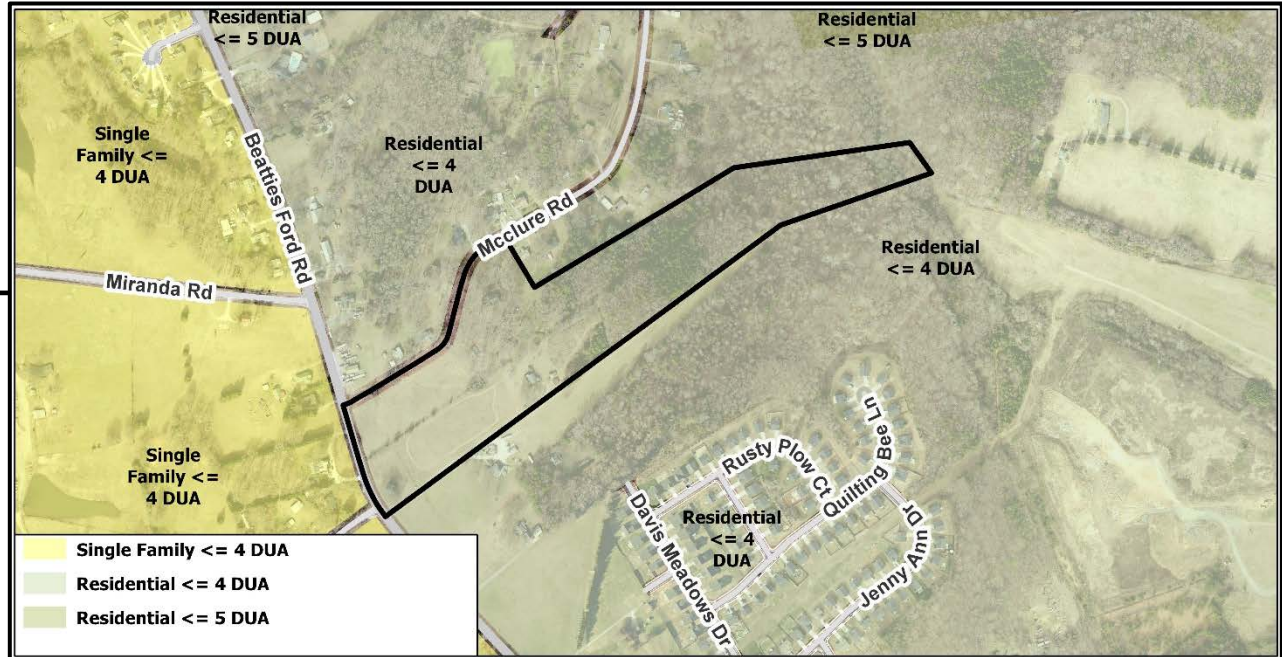 Residential
<= 5 DUA
Residential
<= 5 DUA
Single
Family <=
4 DUA
Beatties Ford Rd
Residential
<= 4
DUA
Mcclure Rd
Residential
<= 4 DUA
Miranda Rd
Single
Family <=
4 DUA
Rusty Plow Ct
Quilting Bee Ln
Davis Meadows Dr
Residential
<= 4
DUA
Jenny Ann Dr
Single Family <= 4 DUA
Residential <= 4 DUA
Residential <= 5 DUA